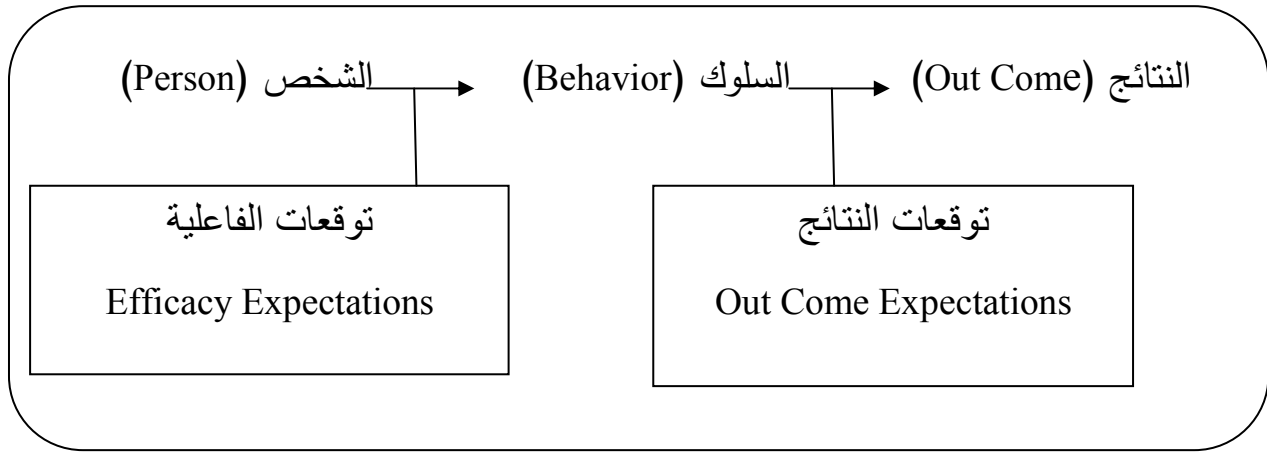 الشخص (Person)
السلوك (Behavior)
النتائج (Out Come)
توقعات الفاعلية
Efficacy Expectations
توقعات النتائج
Out Come Expectations